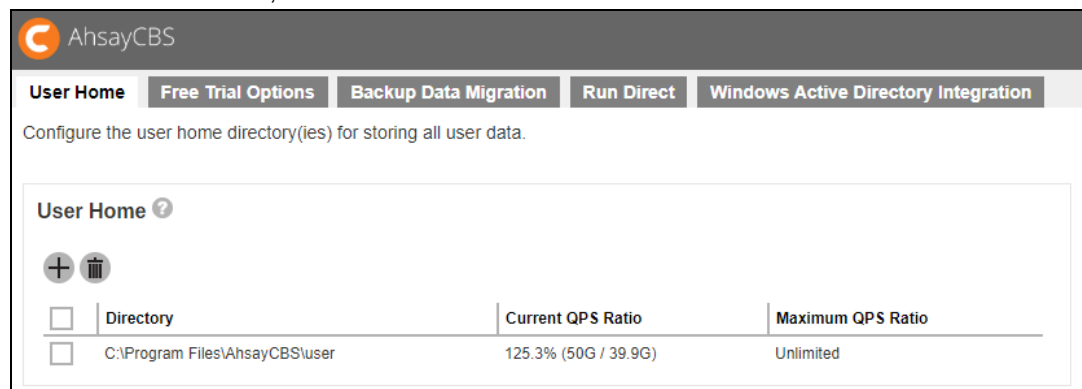 AhsayCBS
User Home Free Trial Options Backup Data Migration Run Direct Windows Active Directory Integration
Configure the user home directory(ies) for storing all user data.
User Home ?
Directory Current QPS Ratio Maximum QPS Ratio
C:\Program Files\AhsayCBS\user 125.3% (50G / 39.9G) Unlimited